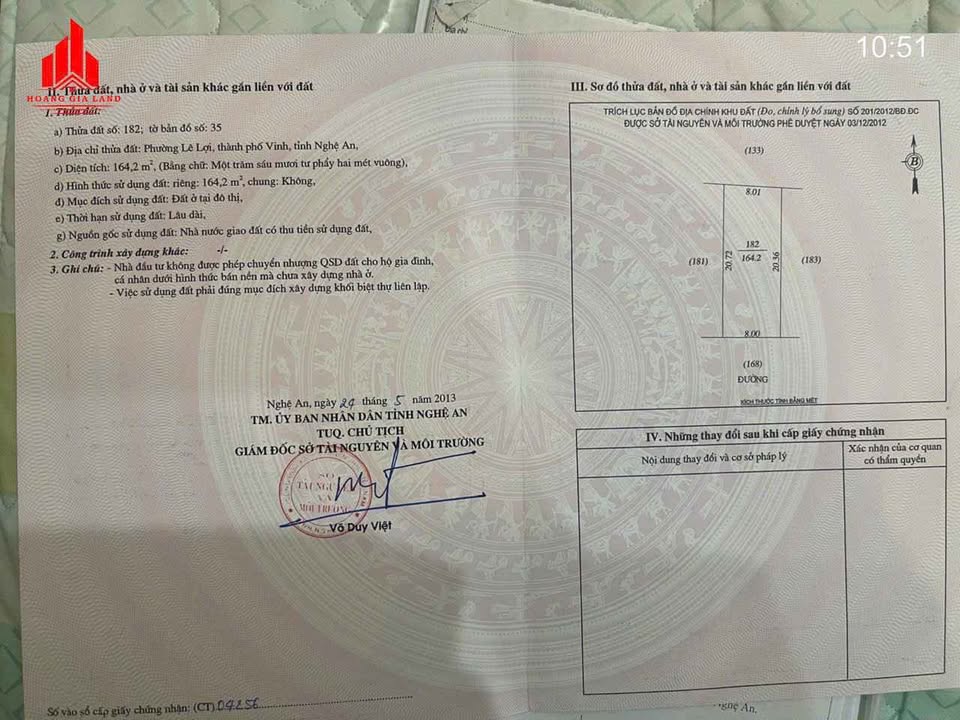 Địa chỉ
10:51
HOANG GIA LAND
II. Thửa đất, nhà ở và tài sản khác gắn liền với đất
1. Thửa đất:
a) Thửa đất số: 182; tờ bản đồ số: 35
b) Địa chỉ thửa đất: Phường Lê Lợi, thành phố Vinh, tỉnh Nghệ An,
c) Diện tích: 164,2 m², (Bằng chữ: Một trăm sáu mươi tư phẩy hai mét vuông),
d) Hình thức sử dụng đất: riêng: 164,2 m², chung: Không,
đ) Mục đích sử dụng đất: Đất ở tại đô thị,
e) Thời hạn sử dụng đất: Lâu dài,
g) Nguồn gốc sử dụng đất: Nhà nước giao đất có thu tiền sử dụng đất,
2. Công trình xây dựng khác: -/-
3. Ghi chú: - Nhà đầu tư không được phép chuyển nhượng QSD đất cho hộ gia đình,
cá nhân dưới hình thức bán nền mà chưa xây dựng nhà ở.
- Việc sử dụng đất phải đúng mục đích xây dựng khối biệt thự liên lập.
Nghệ An, ngày 24 tháng 5 năm 2013
TM. ỦY BAN NHÂN DÂN TỈNH NGHỆ AN
TUQ. CHỦ TỊCH
GIÁM ĐỐC SỞ TÀI NGUYÊN VÀ MÔI TRƯỜNG
SỞ
TÀI NGUYÊN
VÀ
MÔI TRƯỜNG
Võ Duy Việt
Số vào sổ cấp giấy chứng nhận: (CT) 04256
III. Sơ đồ thửa đất, nhà ở và tài sản khác gắn liền với đất
TRÍCH LỤC BẢN ĐỒ ĐỊA CHÍNH KHU ĐẤT (Đo, chỉnh lý bổ sung) SỐ 201/2012/BĐ.ĐC
ĐƯỢC SỞ TÀI NGUYÊN VÀ MÔI TRƯỜNG PHÊ DUYỆT NGÀY 03/12/2012
(133)
B
8.01
(181)
20.72
182
164.2
20.36
(183)
8.00
(168)
ĐƯỜNG
KÍCH THƯỚC TÍNH BẰNG MÉT
IV. Những thay đổi sau khi cấp giấy chứng nhận
Nội dung thay đổi và cơ sở pháp lý
Xác nhận của cơ quan
có thẩm quyền
Nghệ An,